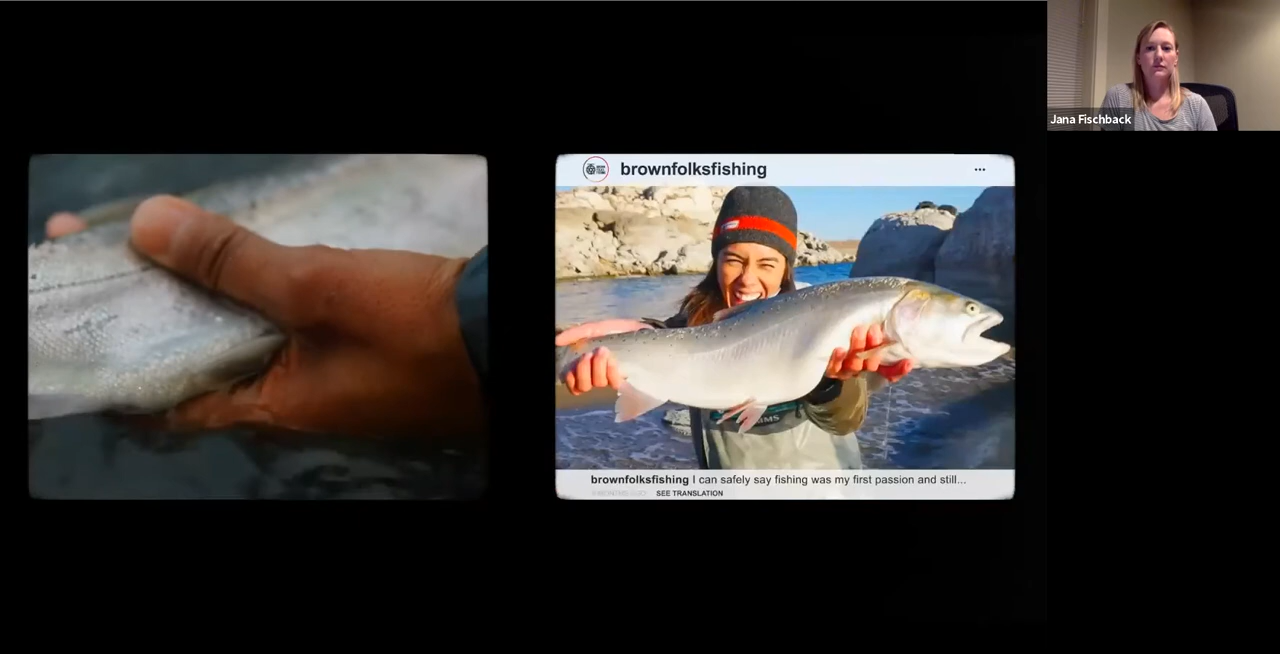 Jana Fischback
brownfolksfishing
brownfolksfishing I can safely say fishing was my first passion and still...
SEE TRANSLATION